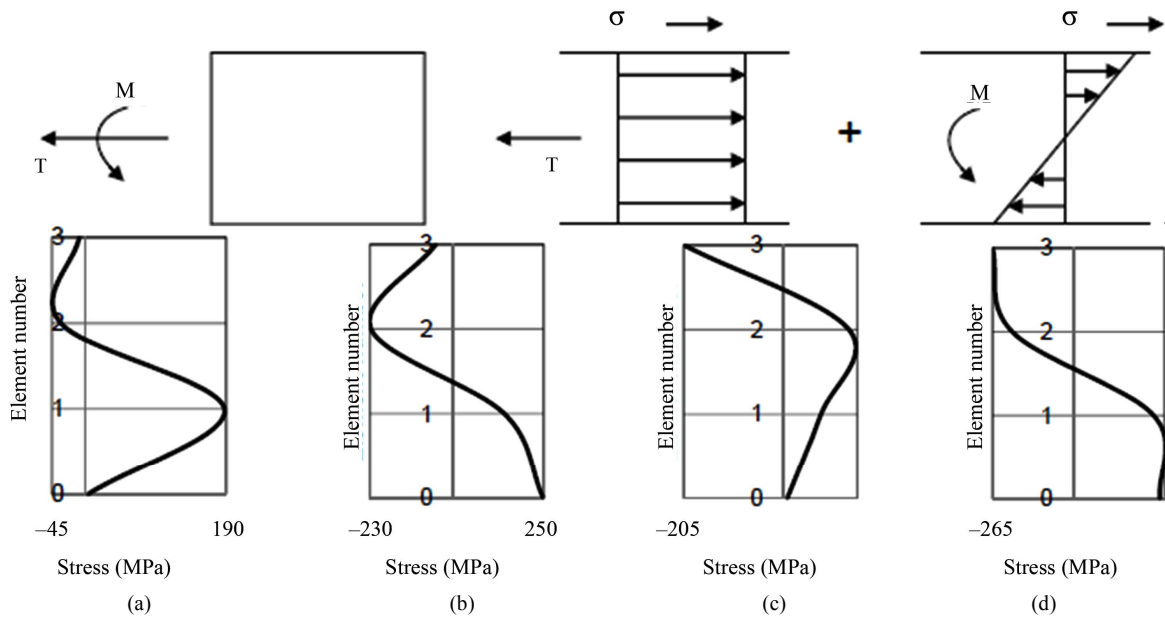 σ
σ
M
M
T
T
+
3
2
1
0
Element number
–45
190
Stress (MPa)
(a)
3
2
1
0
Element number
–230
250
Stress (MPa)
(b)
3
2
1
0
Element number
–205
Stress (MPa)
(c)
3
2
1
0
Element number
–265
Stress (MPa)
(d)